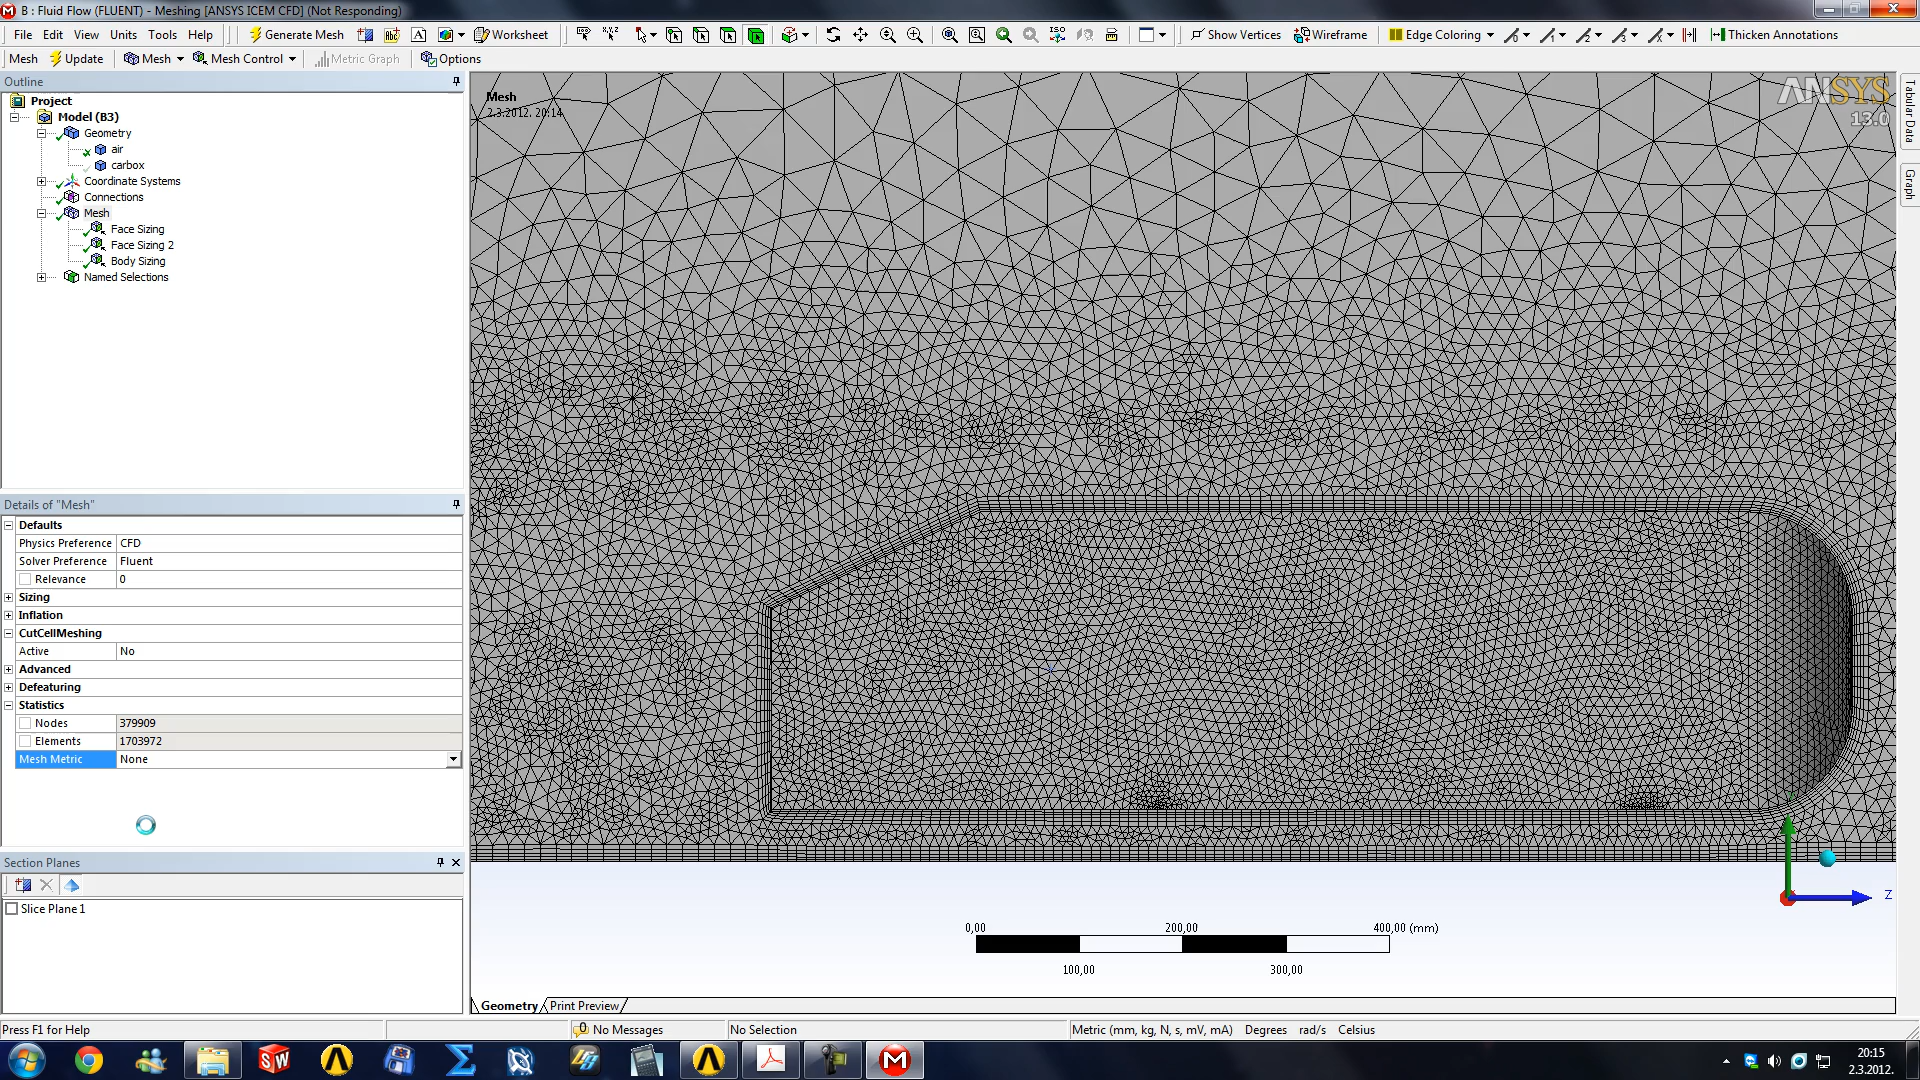 B : Fluid Flow (FLUENT) - Meshing [ANSYS ICEM CFD] (Not Responding)
File Edit View Units Tools Help Generate Mesh Worksheet Show Vertices Wireframe Edge Coloring Thicken Annotations
Mesh Update Mesh Mesh Control Metric Graph Options
Outline
Project
Model (B3)
Geometry
air
carbox
Coordinate Systems
Connections
Mesh
Face Sizing
Face Sizing 2
Body Sizing
Named Selections
Details of "Mesh"
Defaults
Physics Preference CFD
Solver Preference Fluent
Relevance 0
Sizing
Inflation
CutCellMeshing
Active No
Advanced
Defeaturing
Statistics
Nodes 379909
Elements 1703972
Mesh Metric None
Section Planes
Slice Plane 1
Mesh
2.3.2012. 20:14
ANSYS
13.0
Tabular Data
Graph
Z
0,00 200,00 400,00 (mm)
100,00 300,00
Geometry Print Preview
Press F1 for Help 0 No Messages No Selection Metric (mm, kg, N, s, mV, mA) Degrees rad/s Celsius
20:15
2.3.2012.